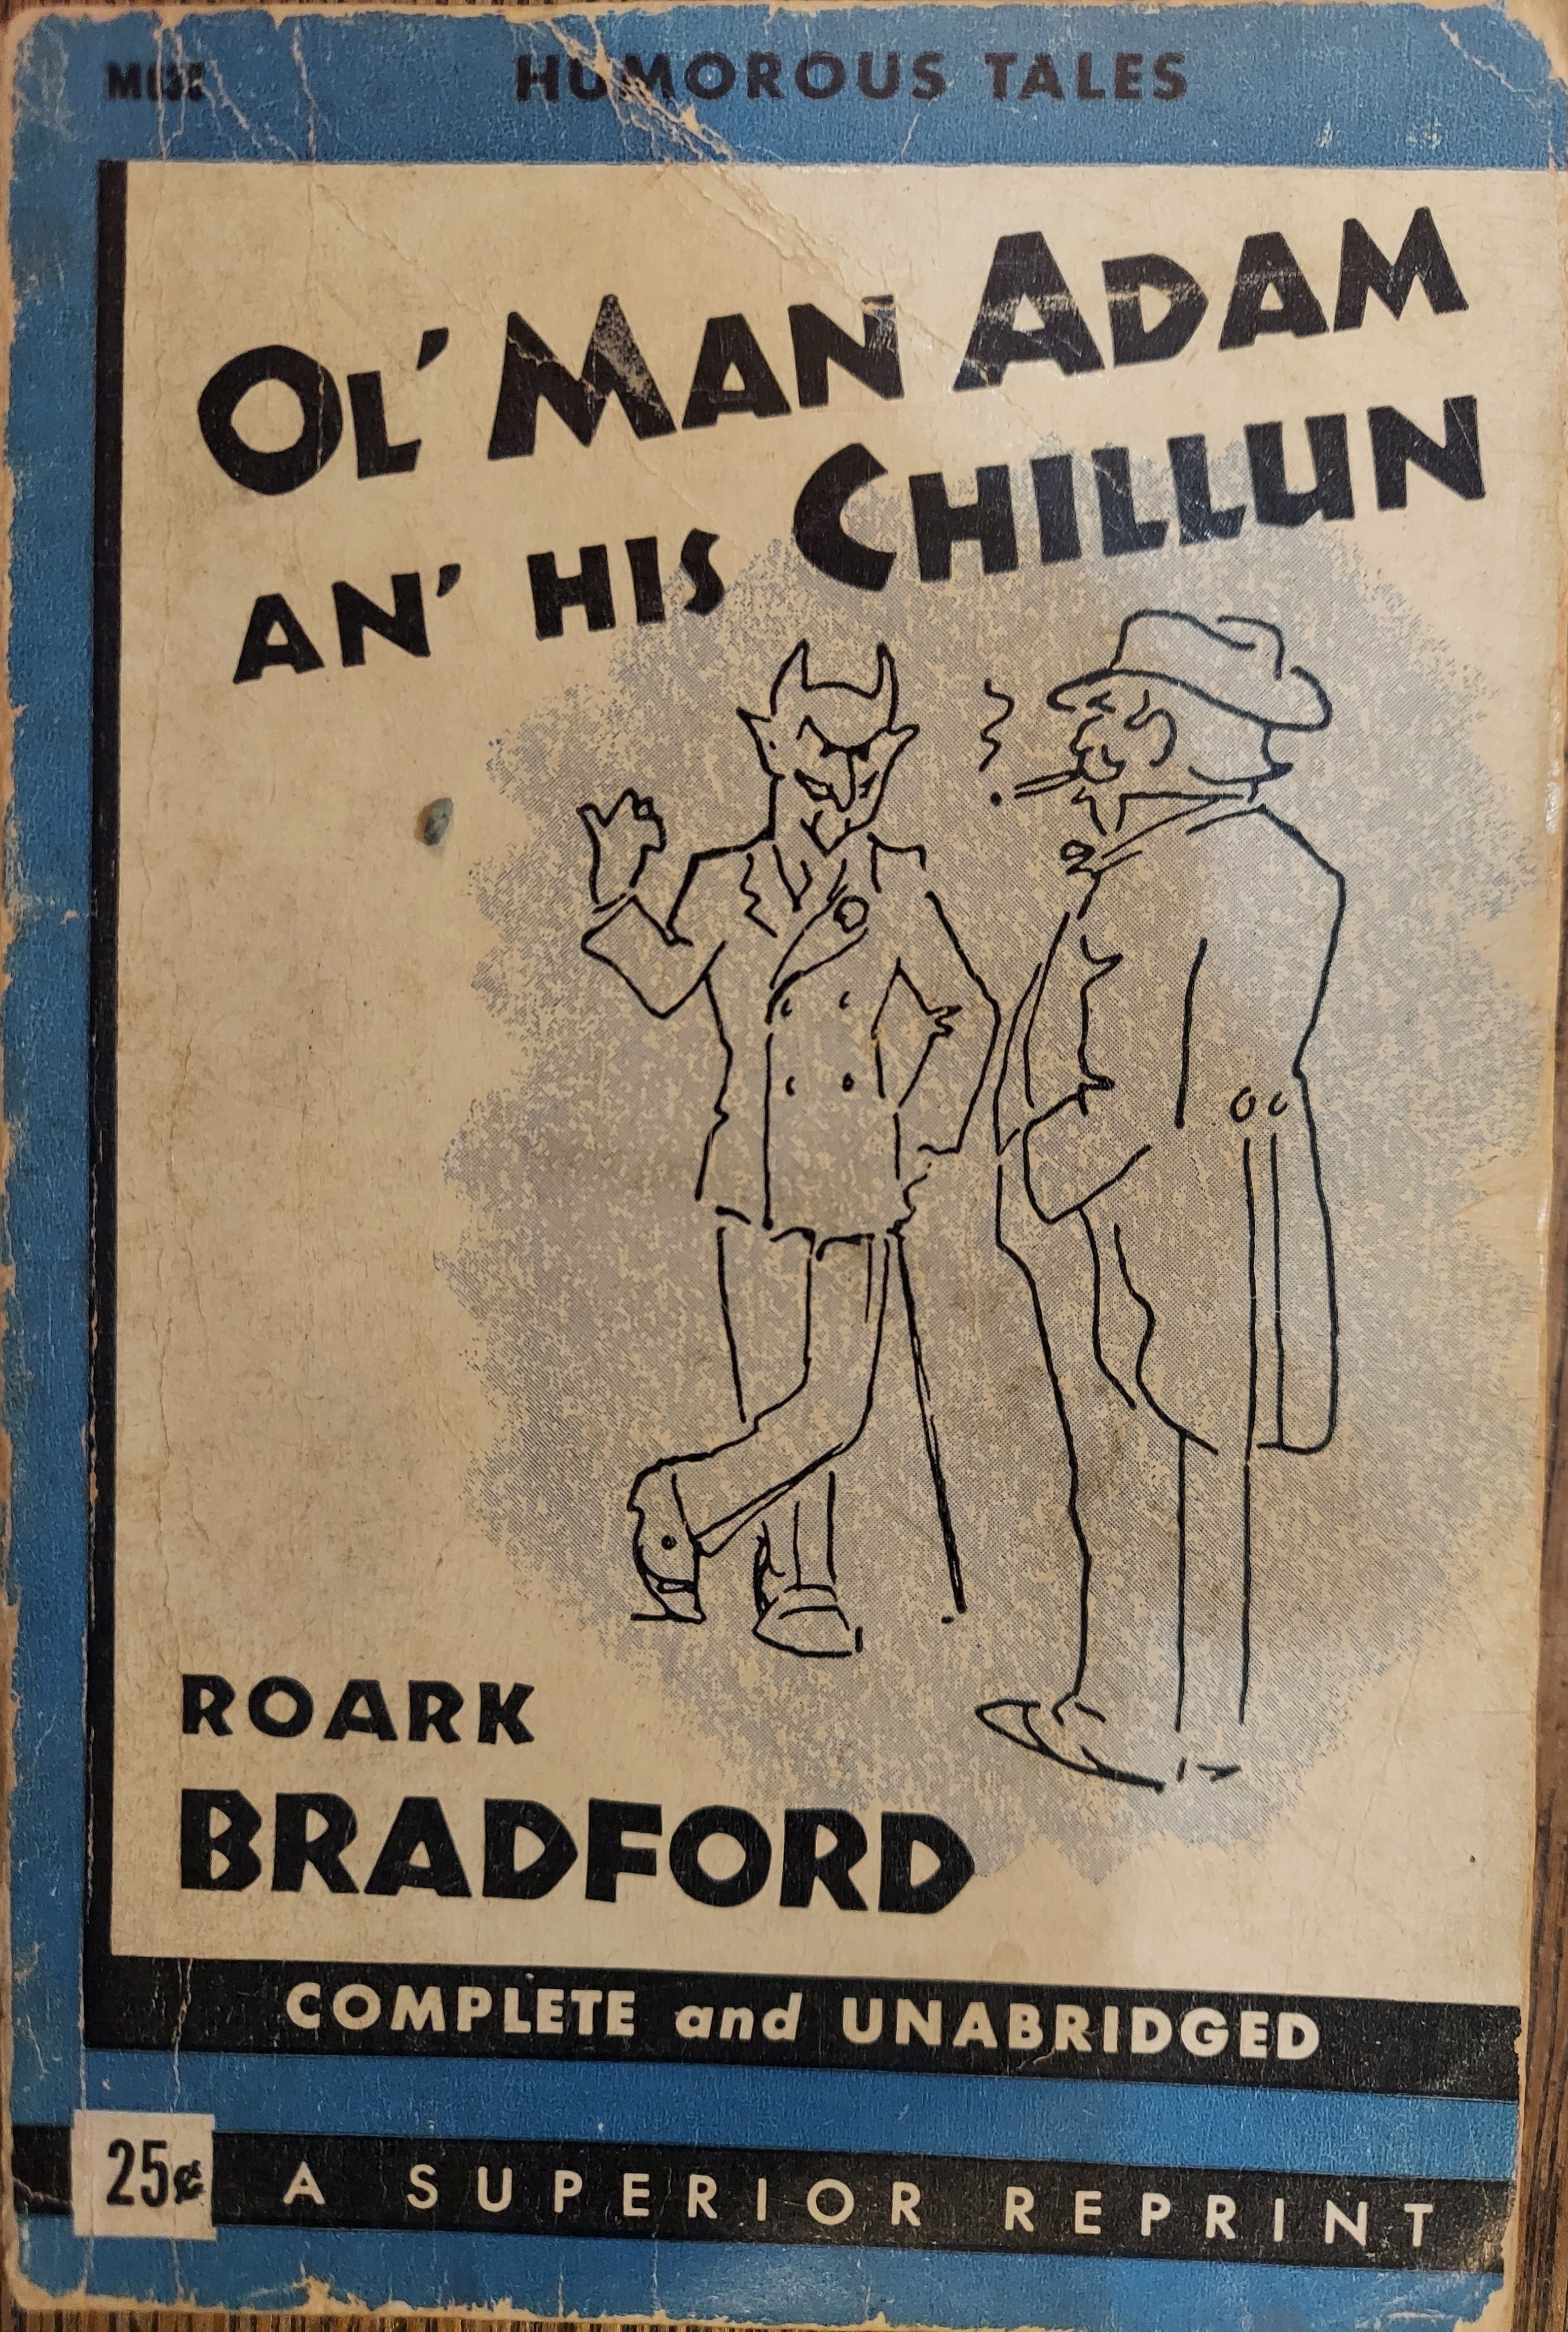 HUMOROUS TALES
OL' MAN ADAM
AN' HIS CHILLUN
ROARK
BRADFORD
COMPLETE and UNABRIDGED
25¢ A SUPERIOR REPRINT